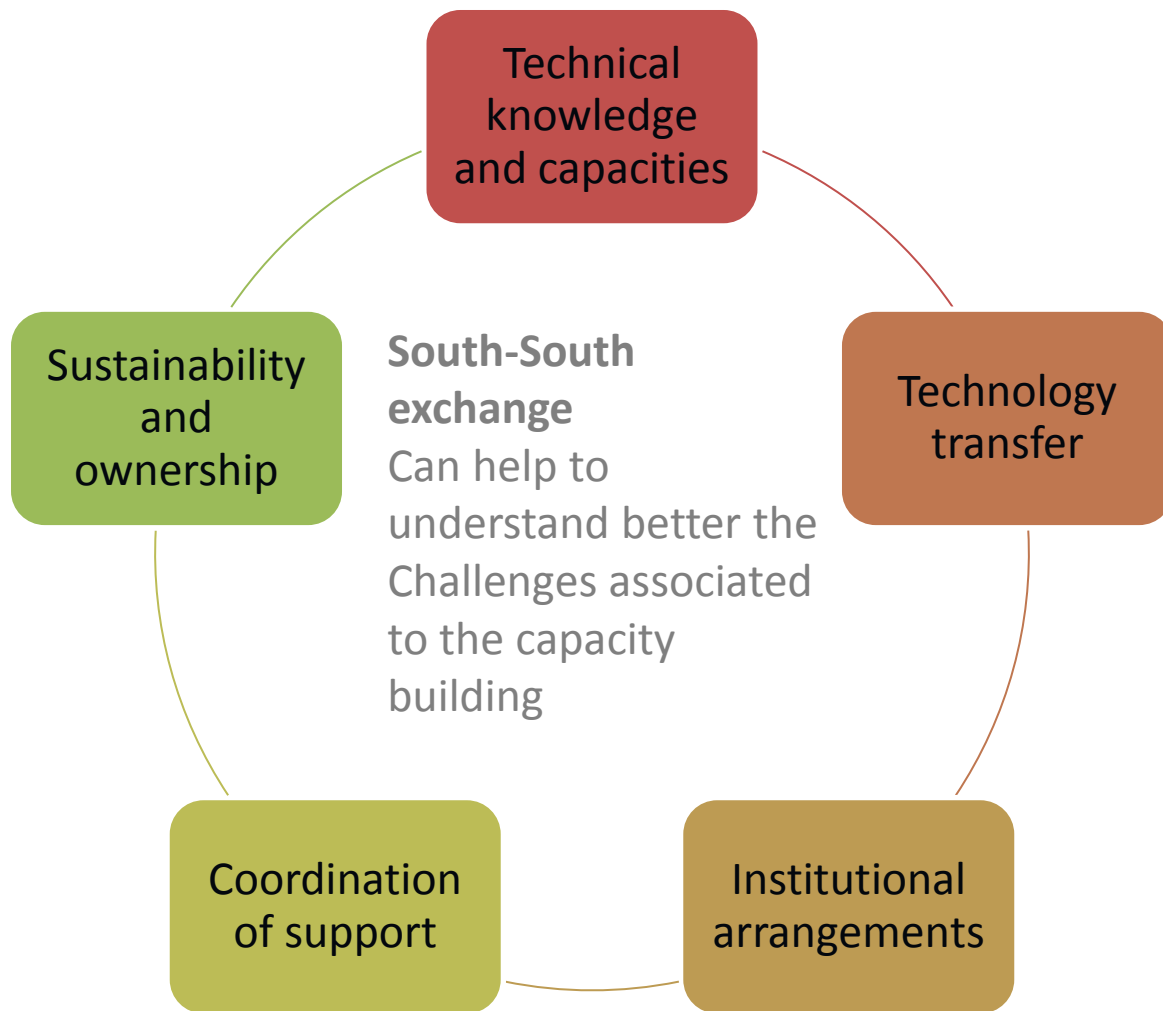 Technical
knowledge
and capacities
Sustainability
and
ownership
South-South
exchange
Can help to
understand better the
Challenges associated
to the capacity
building
Technology
transfer
Coordination
of support
Institutional
arrangements